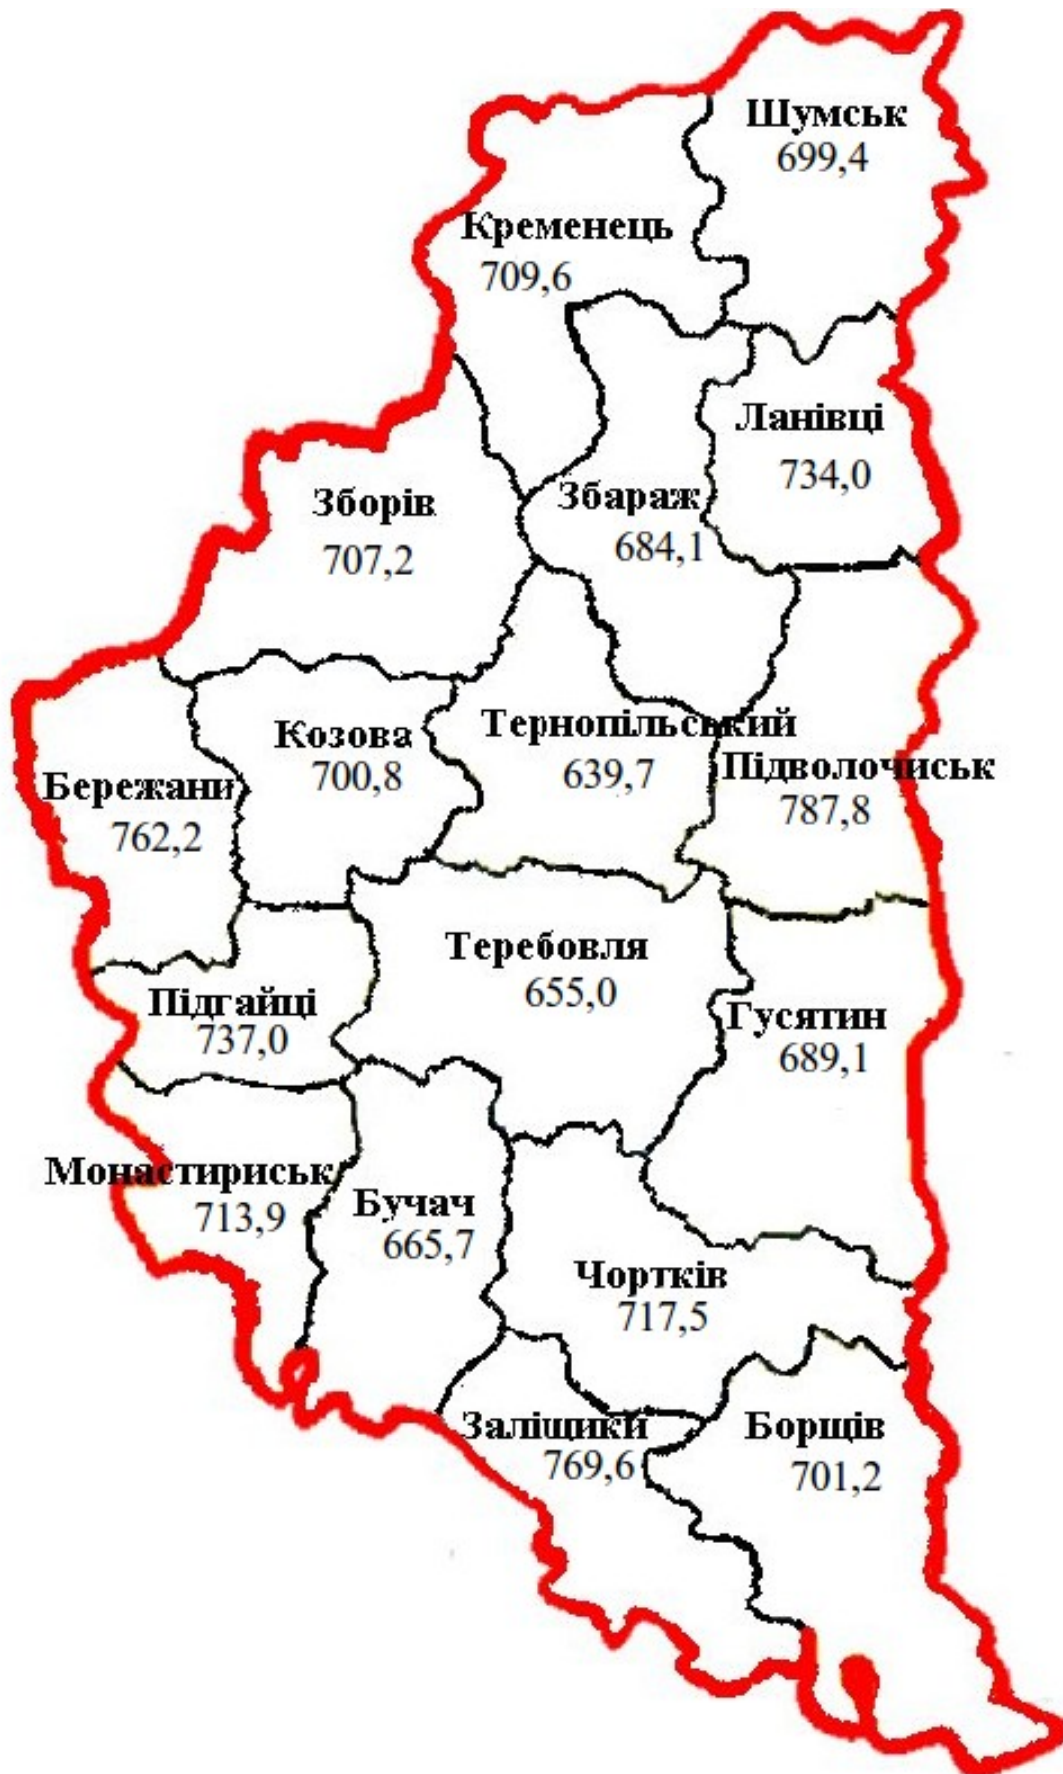 Шумськ
699,4
Кременець
709,6
Ланівці
734,0
Збараж
684,1
Зборів
707,2
Козова
700,8
Тернопільський
639,7
Підволочиськ
787,8
Бережани
762,2
Теребовля
655,0
Підгайці
737,0
Гусятин
689,1
Монастириськ
713,9
Бучач
665,7
Чортків
717,5
Заліщики
769,6
Борщів
701,2